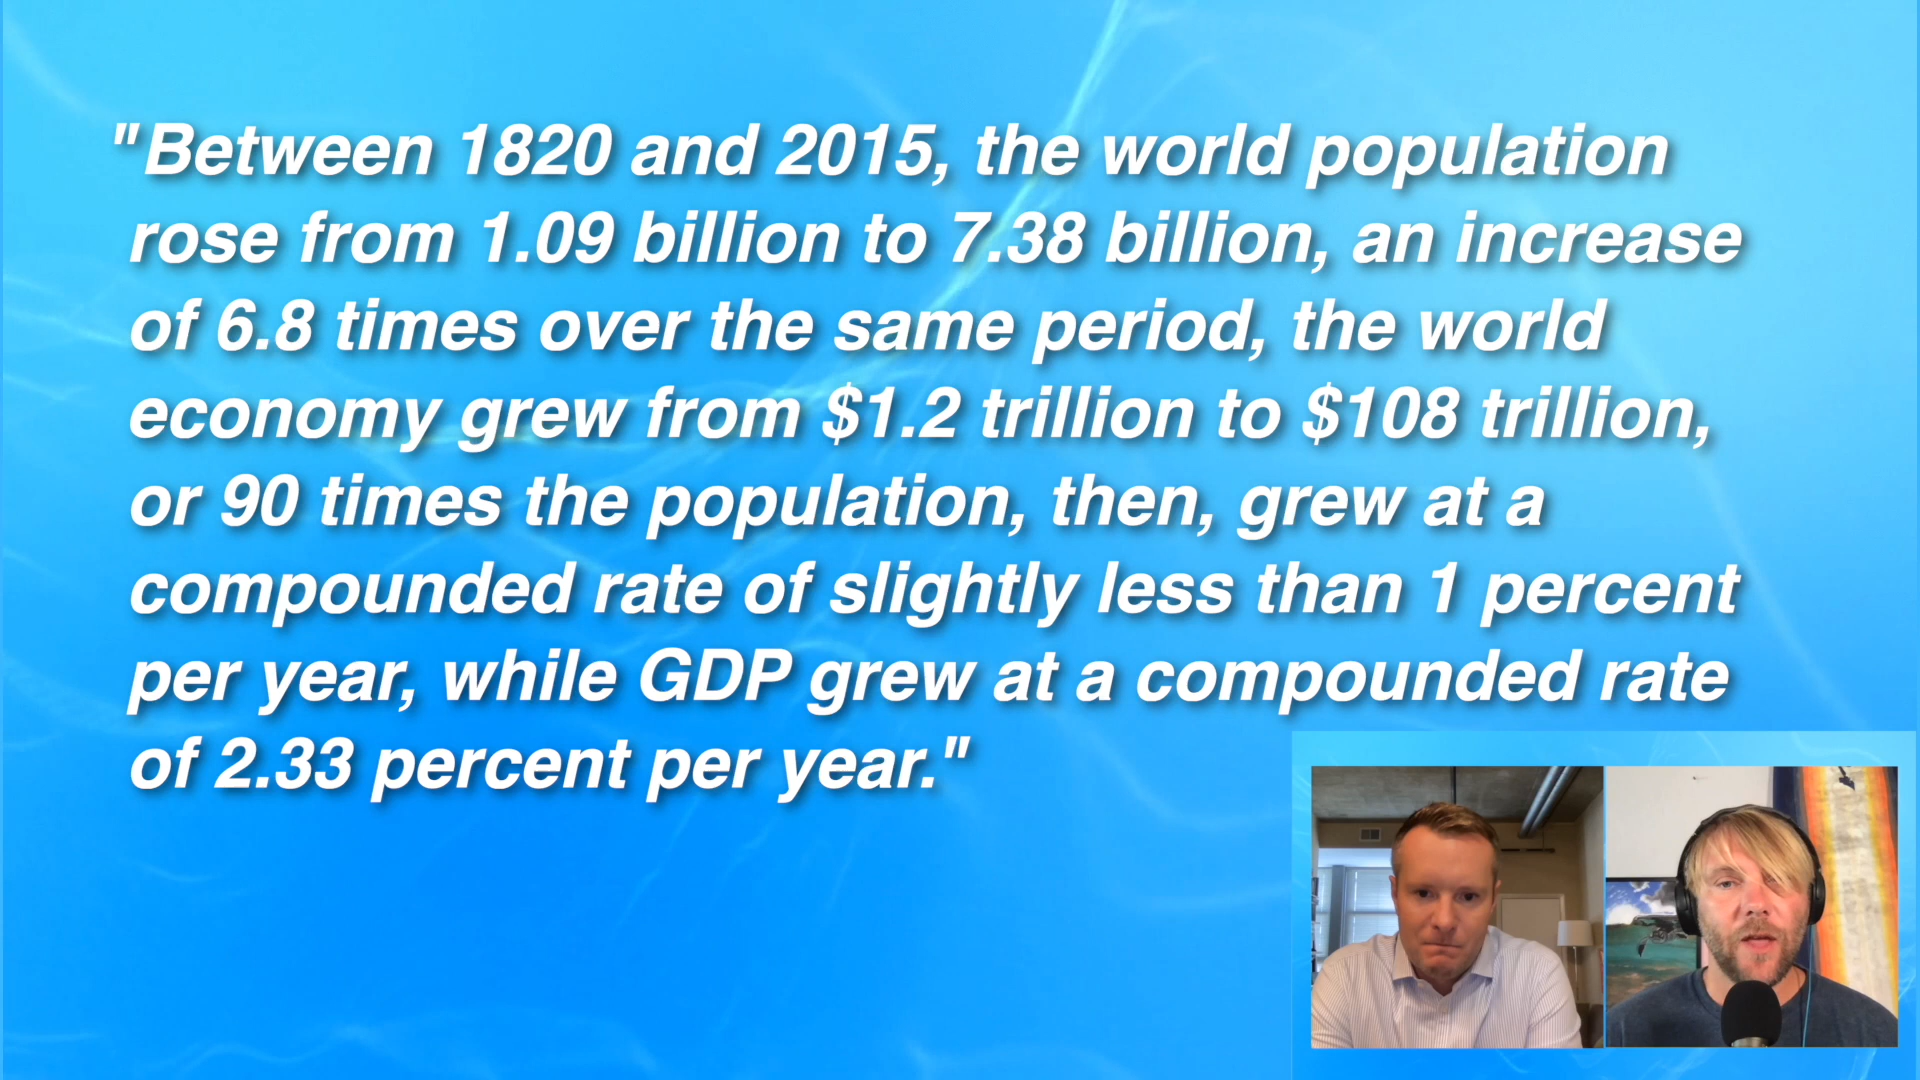 "Between 1820 and 2015, the world population
rose from 1.09 billion to 7.38 billion, an increase
of 6.8 times over the same period, the world
economy grew from $1.2 trillion to $108 trillion,
or 90 times the population, then, grew at a
compounded rate of slightly less than 1 percent
per year, while GDP grew at a compounded rate
of 2.33 percent per year."